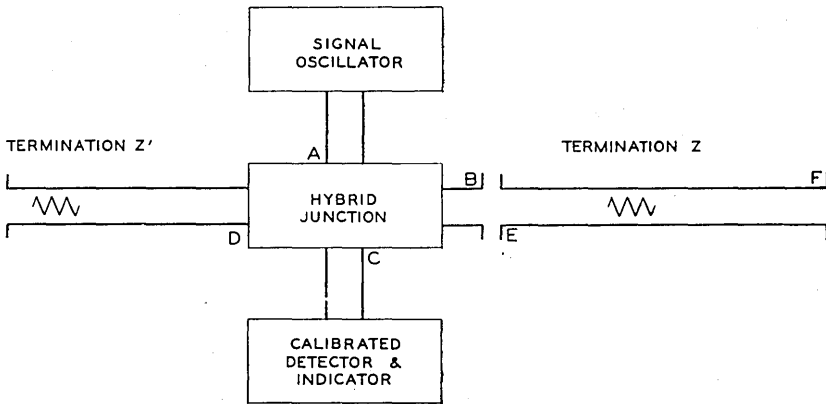 SIGNAL
OSCILLATOR
TERMINATION Z'
TERMINATION Z
A
B
F
HYBRID
JUNCTION
D
E
C
CALIBRATED
DETECTOR &
INDICATOR